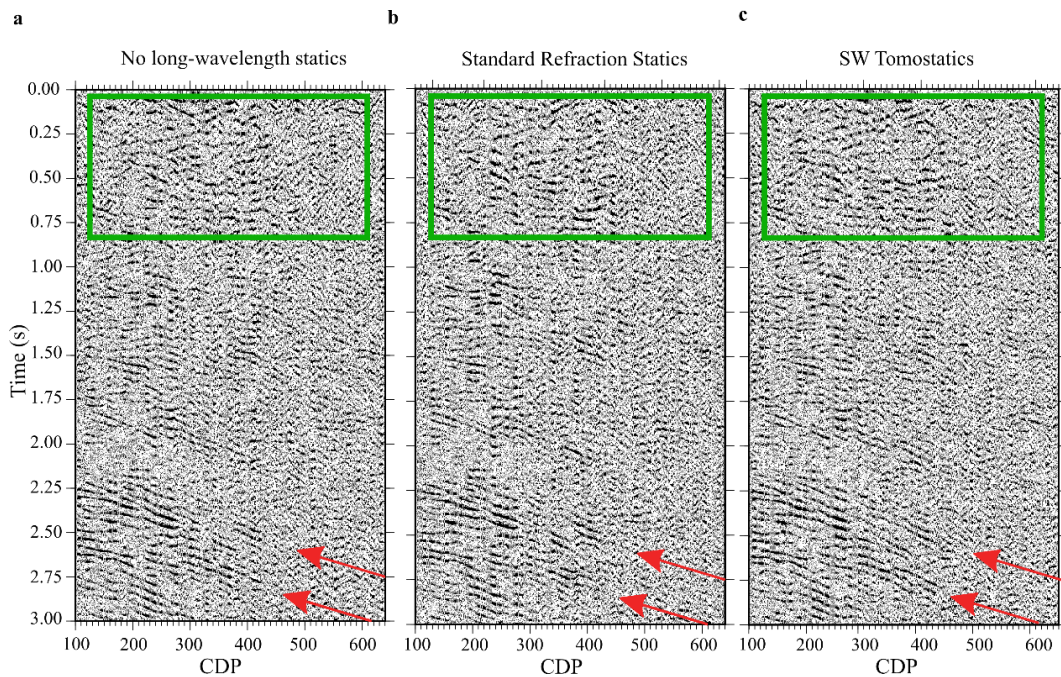 a
b
c
No long-wavelength statics
Standard Refraction Statics
SW Tomostatics
0.00
0.25
0.50
0.75
1.00
1.25
1.50
1.75
2.00
2.25
2.50
2.75
3.00
Time (s)
100 200 300 400 500 600
100 200 300 400 500 600
100 200 300 400 500 600
CDP
CDP
CDP